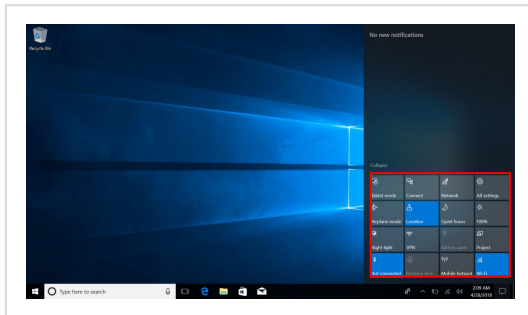 Recycle Bin
No new notifications
Collapse
Tablet mode Connect Network All settings
Airplane mode Location Quiet hours 100%
Night light VPN Battery saver Project
Not connected Rotation lock Mobile hotspot Wi-Fi
Type here to search
2:09 AM
4/28/2018